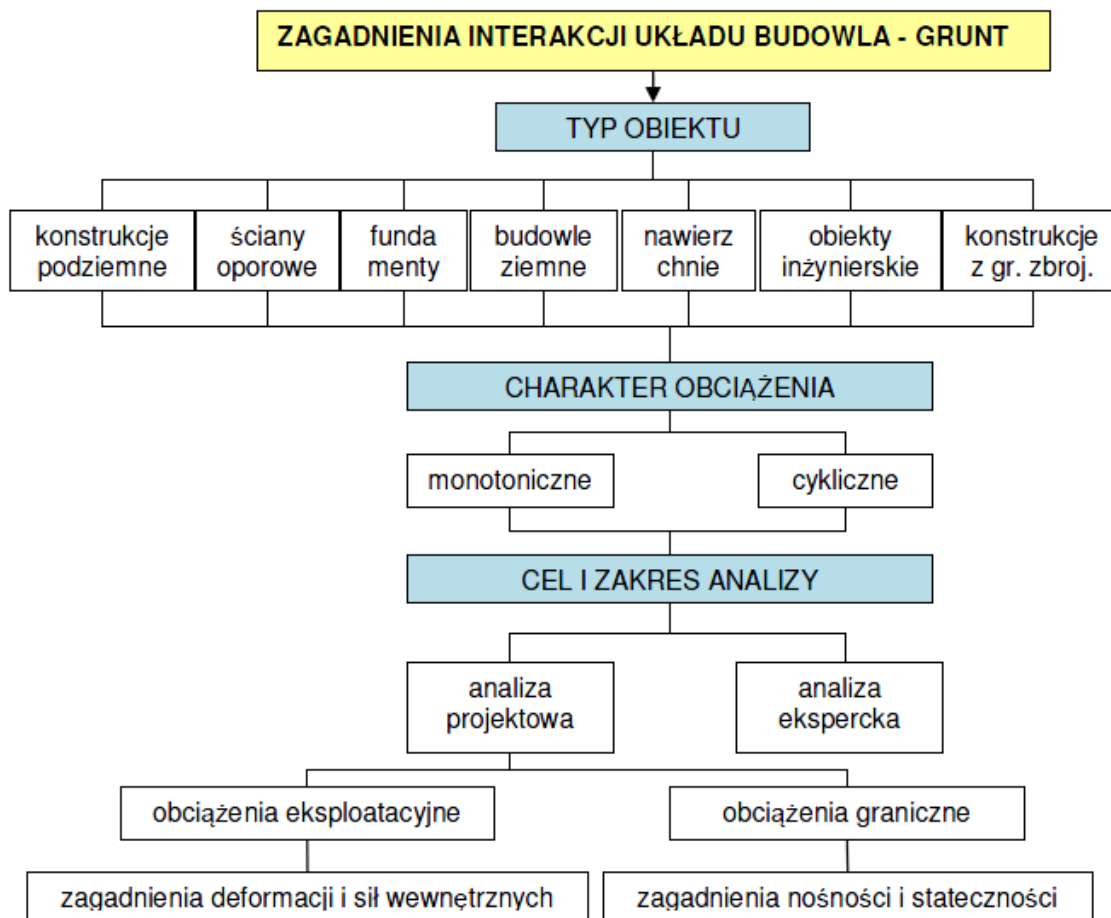 ZAGADNIENIA INTERAKCJI UKŁADU BUDOWLA - GRUNT
TYP OBIEKTU
konstrukcje
podziemne
ściany
oporowe
funda
menty
budowle
ziemne
nawierz
chnie
obiekty
inżynierskie
konstrukcje
z gr. zbroj.
CHARAKTER OBCIĄŻENIA
monotoniczne
cykliczne
CEL I ZAKRES ANALIZY
analiza
projektowa
analiza
ekspercka
obciążenia eksploatacyjne
obciążenia graniczne
zagadnienia deformacji i sił wewnętrznych
zagadnienia nośności i stateczności